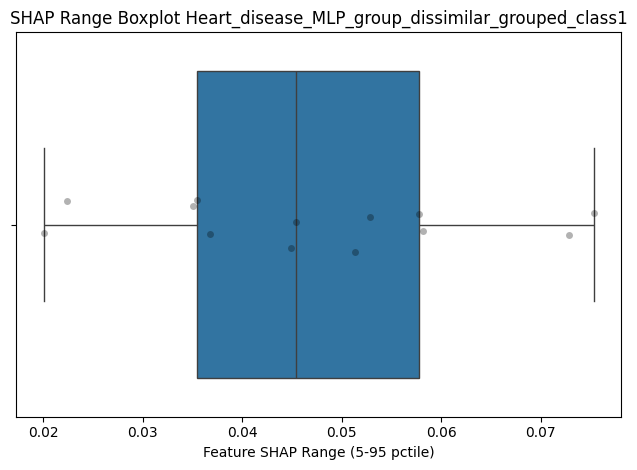 SHAP Range Boxplot Heart_disease_MLP_group_dissimilar_grouped_class1
0.02 0.03 0.04 0.05 0.06 0.07
Feature SHAP Range (5-95 pctile)